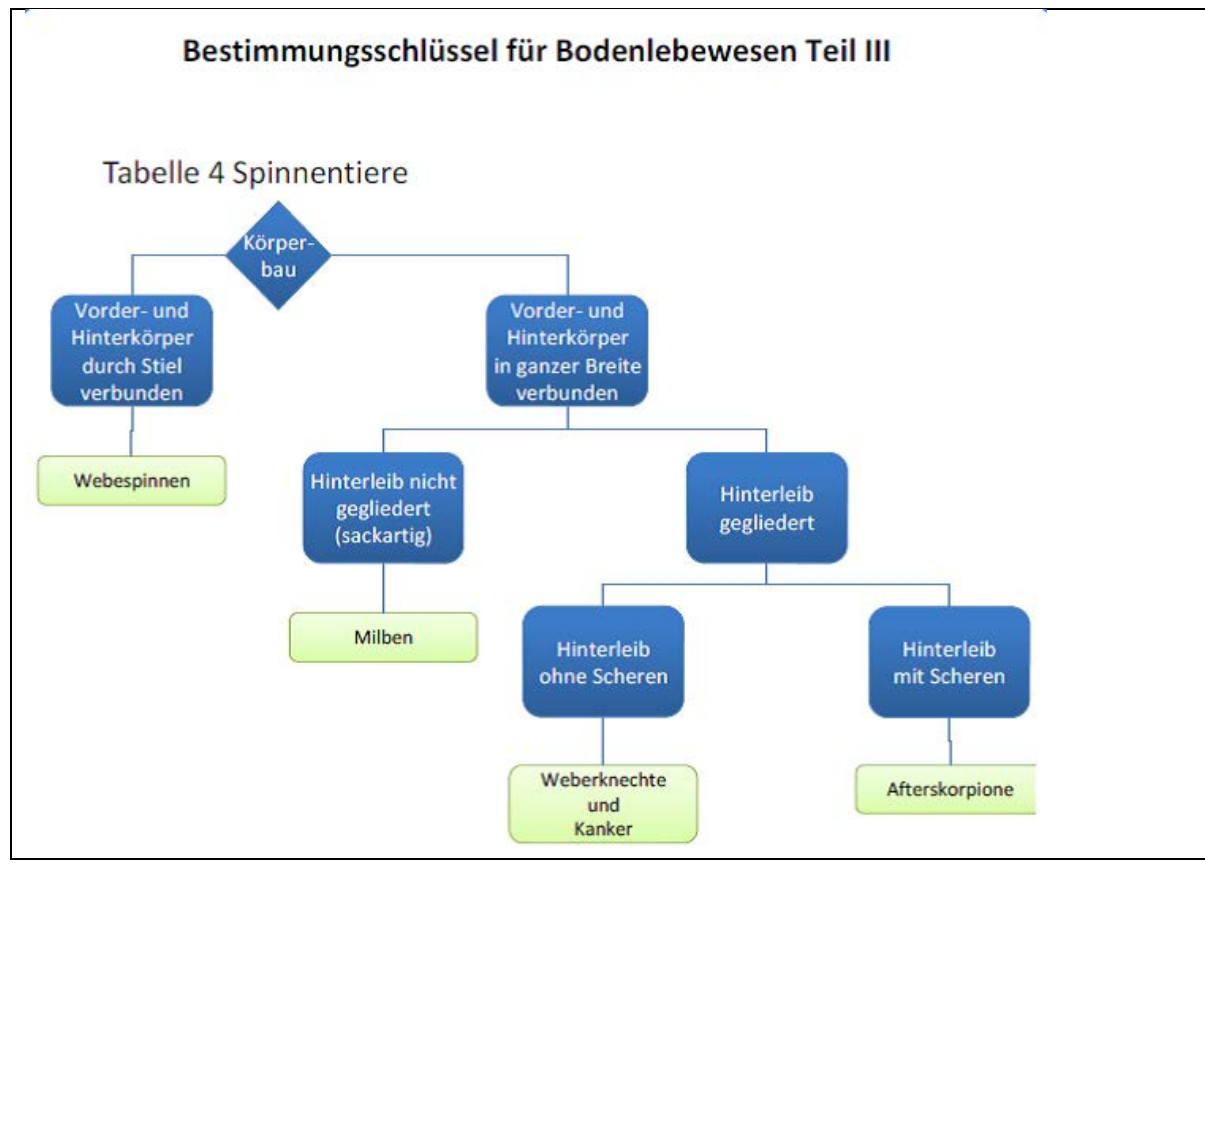 Bestimmungsschlüssel für Bodenlebewesen Teil III
Tabelle 4 Spinnentiere
Körper-
bau
Vorder- und
Hinterkörper
durch Stiel
verbunden
Vorder- und
Hinterkörper
in ganzer Breite
verbunden
Webespinnen
Hinterleib nicht
gegliedert
(sackartig)
Hinterleib
gegliedert
Milben
Hinterleib
ohne Scheren
Hinterleib
mit Scheren
Weberknechte
und
Kanker
Afterskorpione